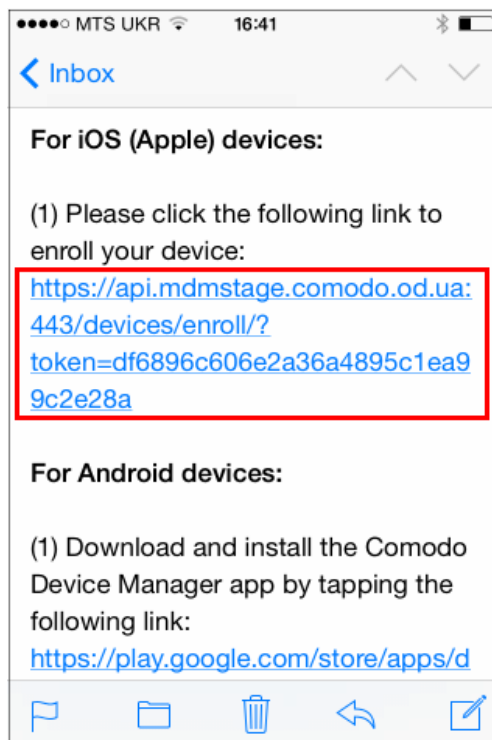 MTS UKR 16:41
Inbox
For iOS (Apple) devices:
(1) Please click the following link to
enroll your device:
https://api.mdmstage.comodo.od.ua:
443/devices/enroll/?
token=df6896c606e2a36a4895c1ea9
9c2e28a
For Android devices:
(1) Download and install the Comodo
Device Manager app by tapping the
following link:
https://play.google.com/store/apps/d